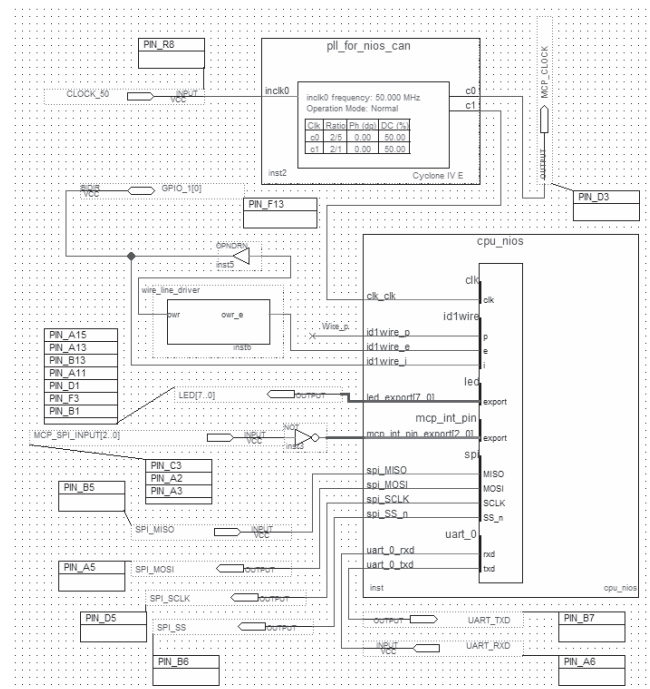 PIN_R8
pll_for_nios_can
CLOCK_50
INPUT
VCC
inclk0
c0
c1
inclk0 frequency: 50.000 MHz
Operation Mode: Normal
Clk Ratio Ph (dg) DC (%)
c0 2/5 0.00 50.00
c1 2/1 0.00 50.00
inst2
Cyclone IV E
MCP_CLOCK
OUTPUT
PIN_D3
BIDIR
VCC
GPIO_1[0]
PIN_F13
OPNDRN
inst5
wire_line_driver
owr
owr_e
inst6
cpu_nios
clk
clk_clk
clk
id1wire
Wire_p.
id1wire_p
p
id1wire_e
e
id1wire_i
i
led
led_export[7..0]
export
mcp_int_pin
mcp_int_pin_export[2..0]
export
spi
spi_MISO
MISO
spi_MOSI
MOSI
spi_SCLK
SCLK
spi_SS_n
SS_n
uart_0
uart_0_rxd
rxd
uart_0_txd
txd
inst
cpu_nios
PIN_A15
PIN_A13
PIN_B13
PIN_A11
PIN_D1
PIN_F3
PIN_B1
LED[7..0]
OUTPUT
MCP_SPI_INPUT[2..0]
INPUT
VCC
NOT
inst3
PIN_C3
PIN_A2
PIN_A3
PIN_B5
SPI_MISO
INPUT
VCC
PIN_A5
SPI_MOSI
OUTPUT
SPI_SCLK
OUTPUT
PIN_D5
SPI_SS
OUTPUT
PIN_B6
OUTPUT
UART_TXD
PIN_B7
INPUT
VCC
UART_RXD
PIN_A6